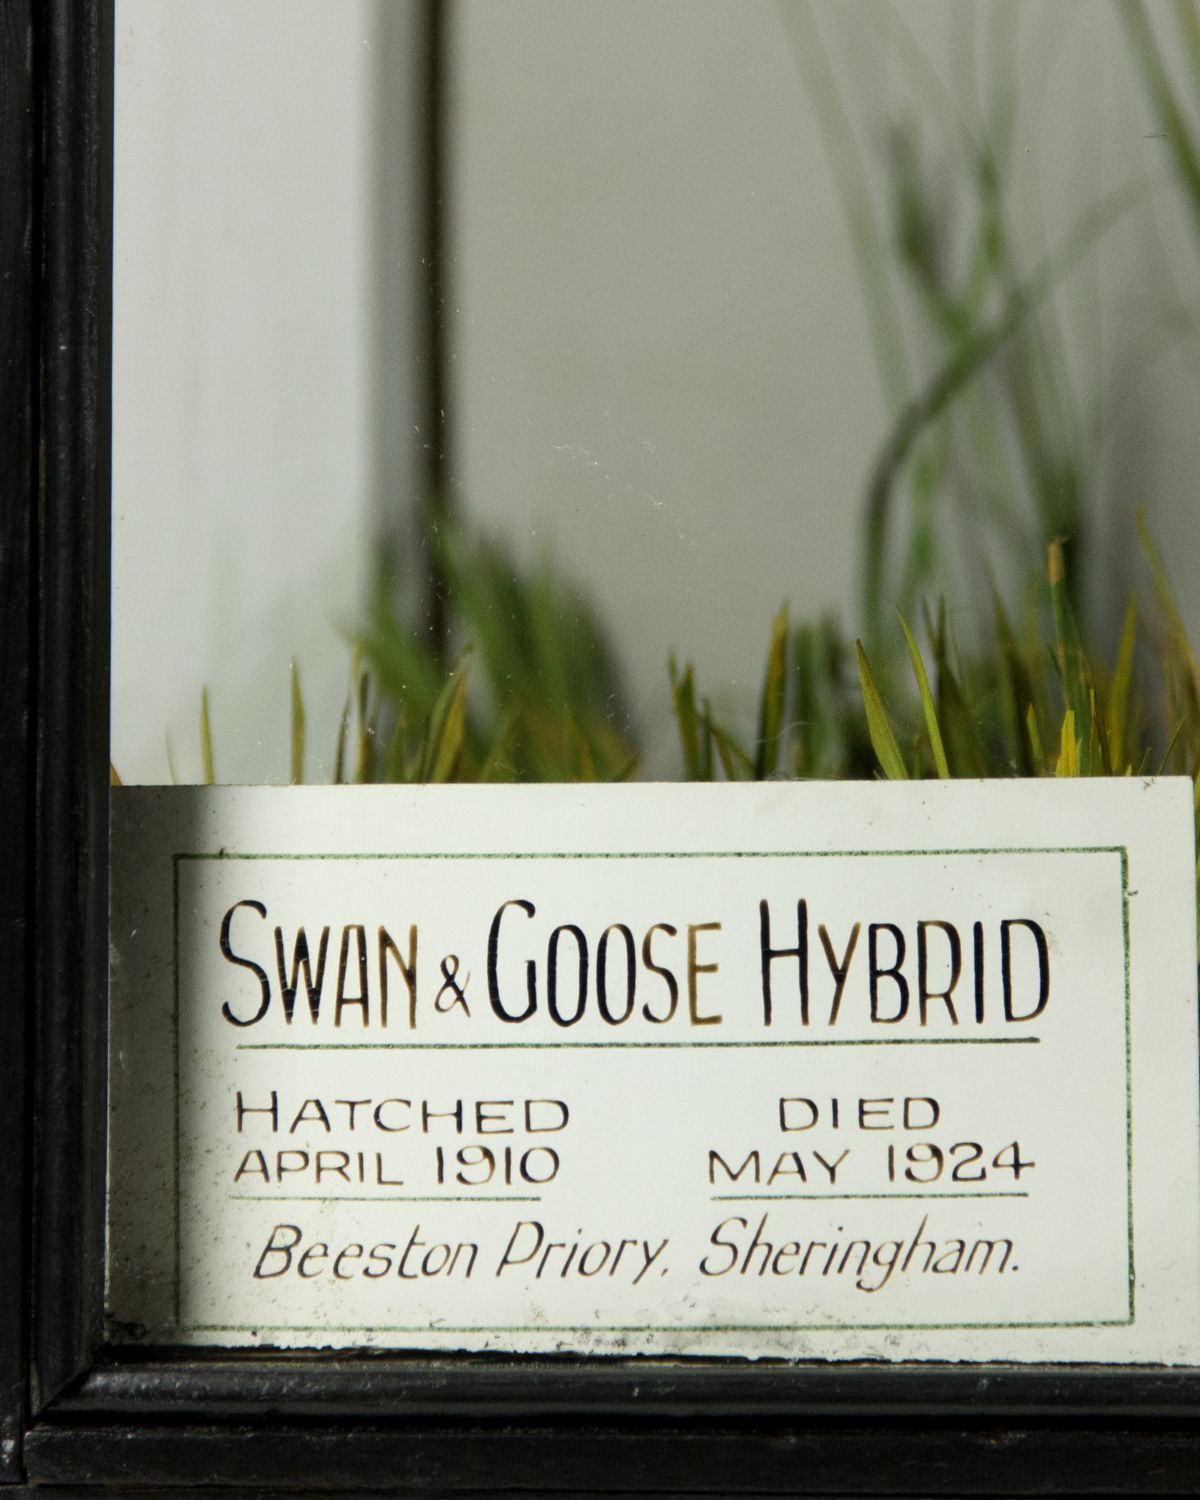 SWAN & GOOSE HYBRID
HATCHED DIED
APRIL 1910 MAY 1924
Beeston Priory, Sheringham.